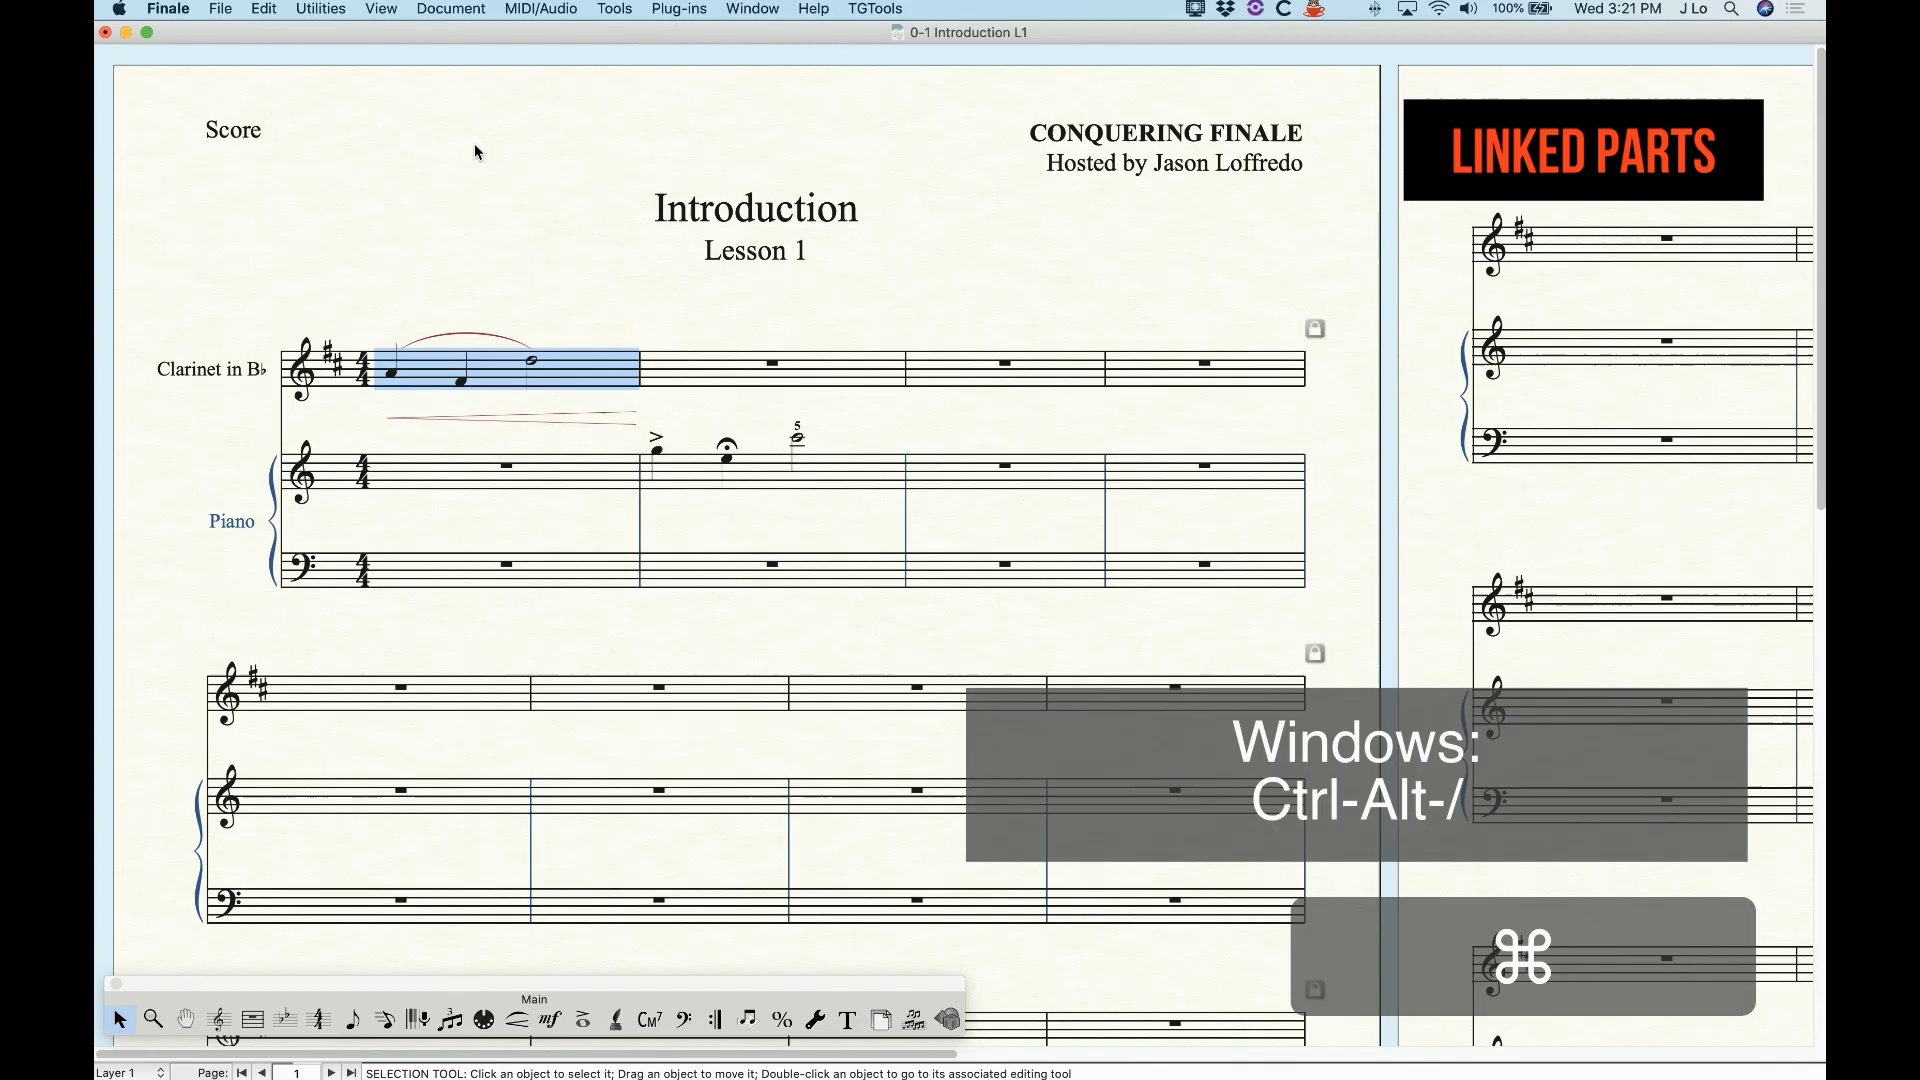 Finale File Edit Utilities View Document MIDI/Audio Tools Plug-ins Window Help TGTools
100% Wed 3:21 PM J Lo
0-1 Introduction L1
Score
CONQUERING FINALE
Hosted by Jason Loffredo
LINKED PARTS
Introduction
Lesson 1
Clarinet in B♭
5
Piano
Windows:
Ctrl-Alt-/
⌘
Main
mf CM7 % T
Layer 1 Page: 1 SELECTION TOOL: Click an object to select it; Drag an object to move it; Double-click an object to go to its associated editing tool